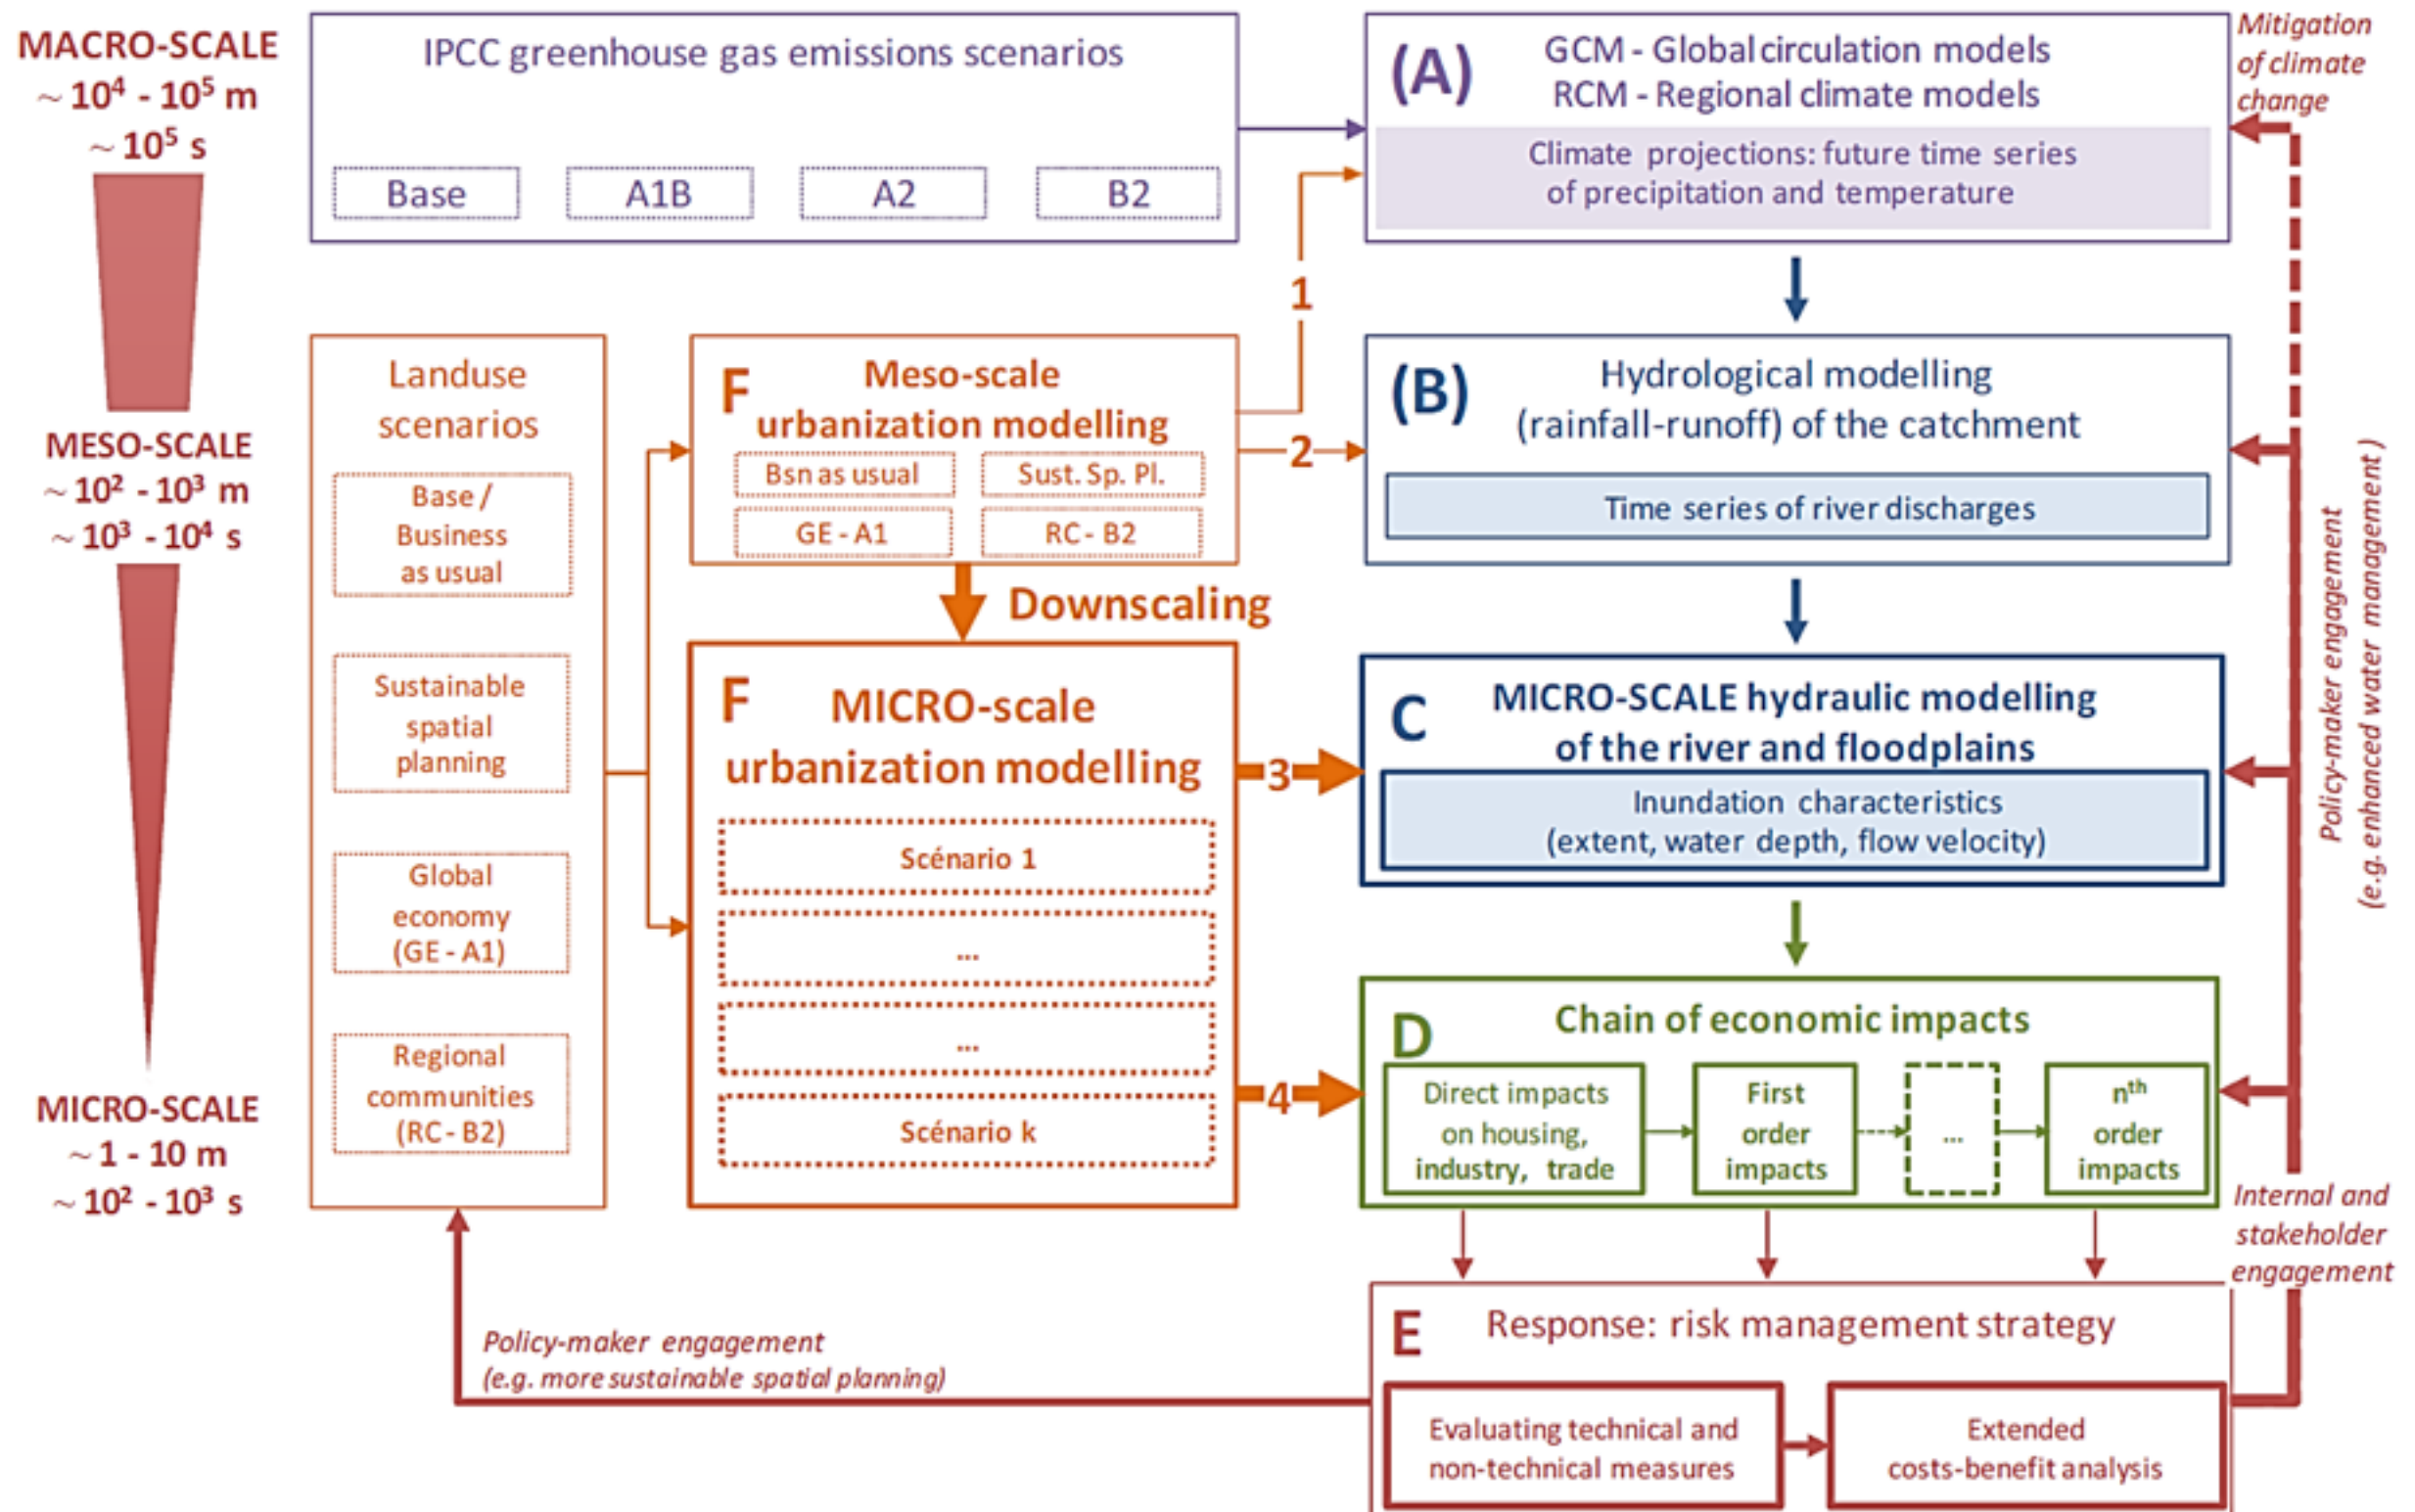 MACRO-SCALE
~ 10⁴ - 10⁵ m
~ 10⁵ s
MESO-SCALE
~ 10² - 10³ m
~ 10³ - 10⁴ s
MICRO-SCALE
~ 1 - 10 m
~ 10² - 10³ s
IPCC greenhouse gas emissions scenarios
Base
A1B
A2
B2
(A)
GCM - Global circulation models
RCM - Regional climate models
Climate projections: future time series
of precipitation and temperature
Mitigation
of climate
change
1
Landuse
scenarios
Base /
Business
as usual
Sustainable
spatial
planning
Global
economy
(GE - A1)
Regional
communities
(RC - B2)
F
Meso-scale
urbanization modelling
Bsn as usual
Sust. Sp. Pl.
GE - A1
RC - B2
2
(B)
Hydrological modelling
(rainfall-runoff) of the catchment
Time series of river discharges
Downscaling
F
MICRO-scale
urbanization modelling
Scénario 1
...
...
Scénario k
3
4
C
MICRO-SCALE hydraulic modelling
of the river and floodplains
Inundation characteristics
(extent, water depth, flow velocity)
Policy-maker engagement
(e.g. enhanced water management )
D
Chain of economic impacts
Direct impacts
on housing,
industry, trade
First
order
impacts
...
nᵗʰ
order
impacts
Internal and
stakeholder
engagement
E
Response: risk management strategy
Evaluating technical and
non-technical measures
Extended
costs-benefit analysis
Policy-maker engagement
(e.g. more sustainable spatial planning)